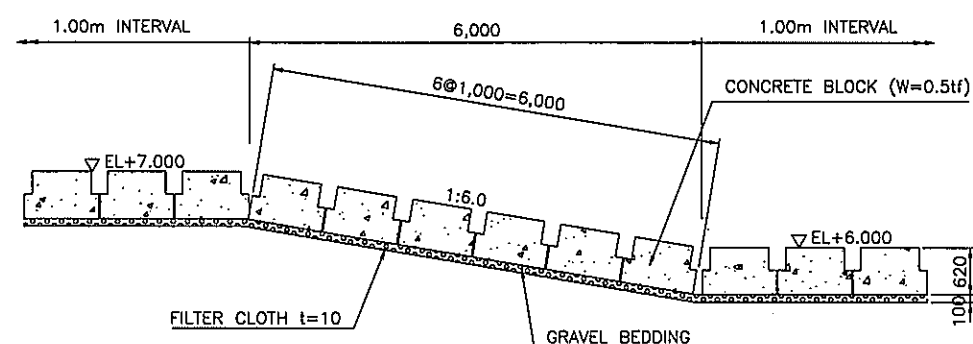 1.00m INTERVAL
6,000
1.00m INTERVAL
6@1,000=6,000
CONCRETE BLOCK (W=0.5tf)
EL+7.000
1:6.0
EL+6.000
620
100
FILTER CLOTH t=10
GRAVEL BEDDING